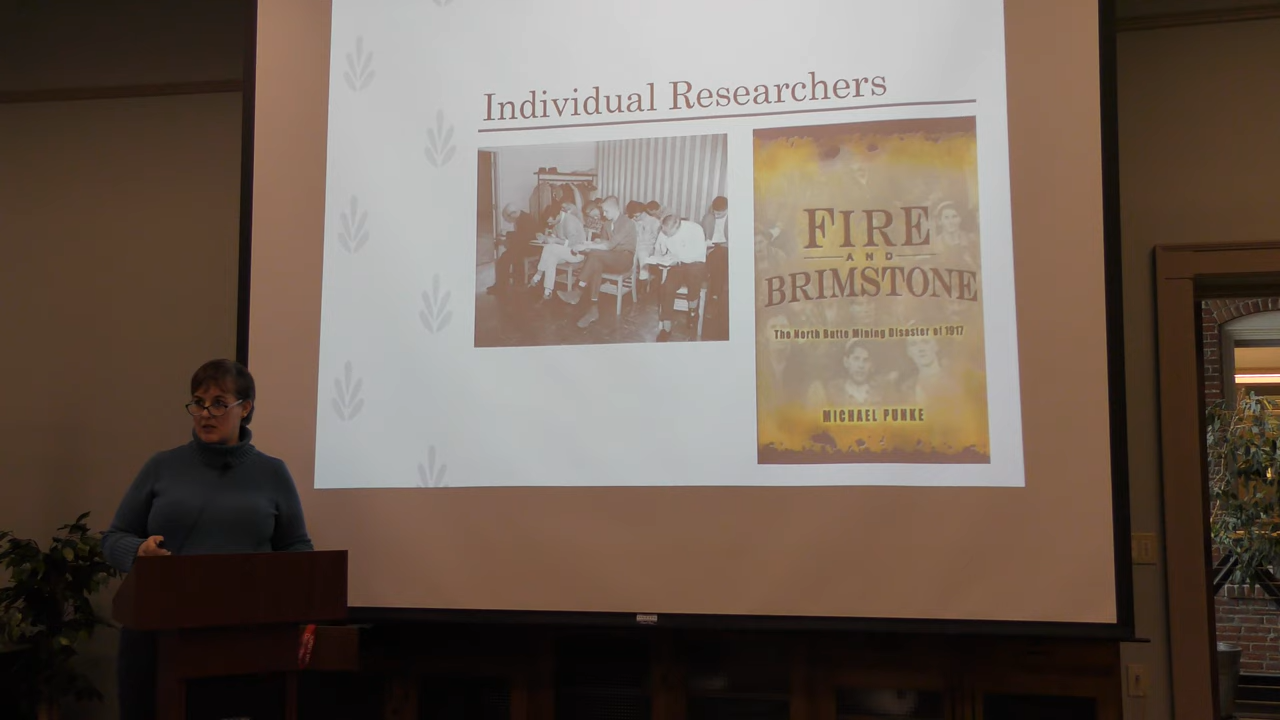 Individual Researchers
FIRE
AND
BRIMSTONE
The North Butte Mining Disaster of 1917
MICHAEL PUNKE